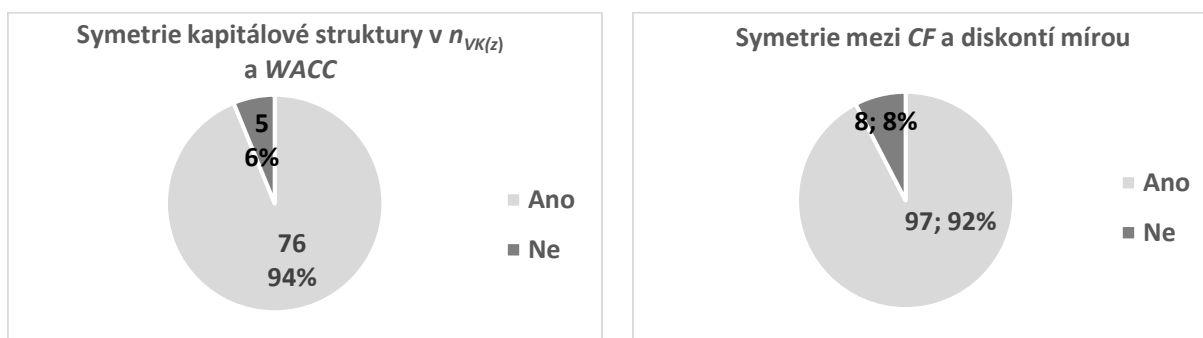 Symetrie kapitálové struktury v n_VK(z)
a WACC
5
6%
76
94%
Ano
Ne
Symetrie mezi CF a diskontí mírou
8; 8%
97; 92%
Ano
Ne